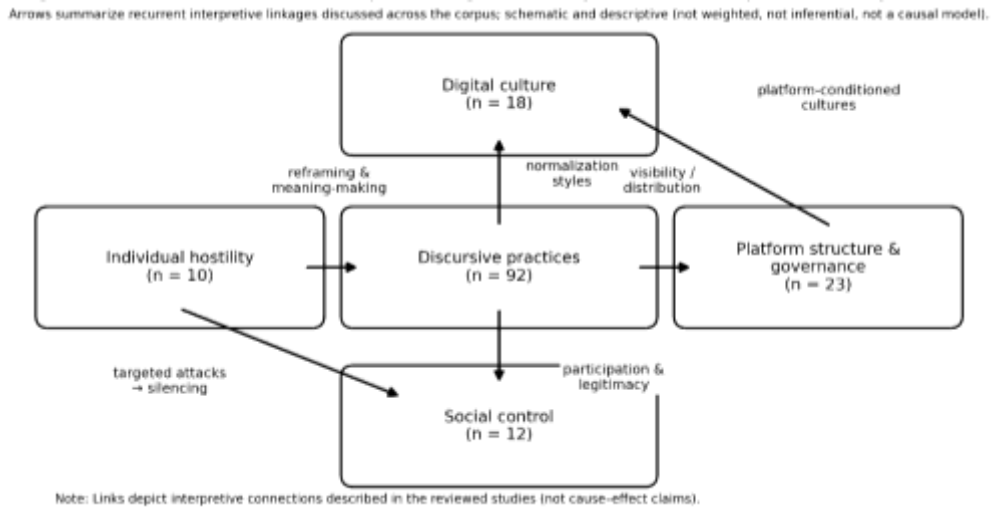 Arrows summarize recurrent interpretive linkages discussed across the corpus; schematic and descriptive (not weighted, not inferential, not a causal model).
Digital culture
(n = 18)
platform-conditioned
cultures
reframing &
meaning-making
normalization
styles
visibility /
distribution
Individual hostility
(n = 10)
Discursive practices
(n = 92)
Platform structure &
governance
(n = 23)
targeted attacks
→ silencing
participation &
legitimacy
Social control
(n = 12)
Note: Links depict interpretive connections described in the reviewed studies (not cause-effect claims).